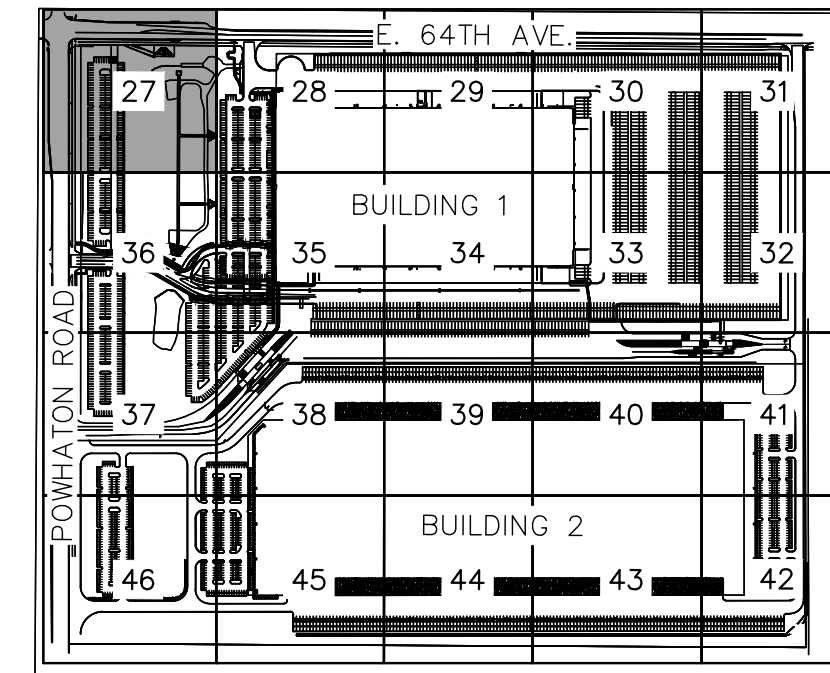 E. 64TH AVE.
27 28 29 30 31
BUILDING 1
36 35 34 33 32
POWHATON ROAD
37 38 39 40 41
BUILDING 2
46 45 44 43 42